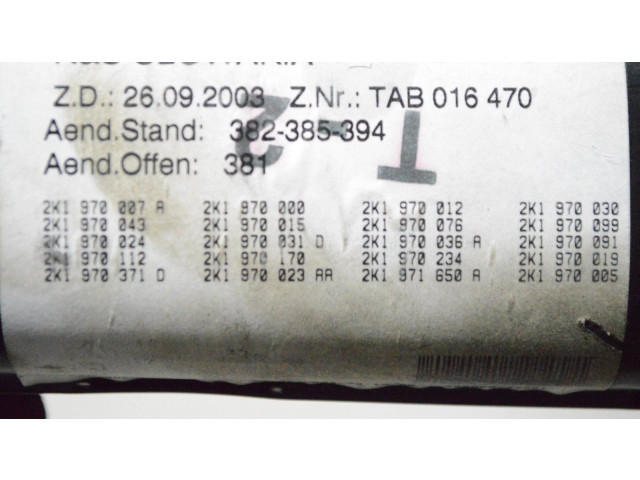 Z.D.: 26.09.2003 Z.Nr.: TAB 016 470
Aend.Stand: 382-385-394
Aend.Offen: 381
T-2
2K1 970 007 A 2K1 970 000 2K1 970 012 2K1 970 030
2K1 970 043 2K1 970 015 2K1 970 076 2K1 970 099
2K1 970 024 2K1 970 031 D 2K1 970 036 A 2K1 970 091
2K1 970 112 2K1 970 170 2K1 970 234 2K1 970 019
2K1 970 371 D 2K1 970 023 AA 2K1 971 650 A 2K1 970 005